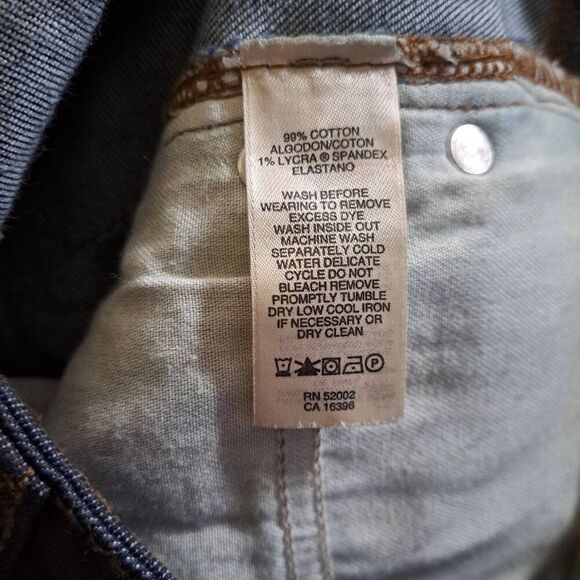 99% COTTON
ALGODON/COTON
1% LYCRA ® SPANDEX
ELASTANO
WASH BEFORE
WEARING TO REMOVE
EXCESS DYE
WASH INSIDE OUT
MACHINE WASH
SEPARATELY COLD
WATER DELICATE
CYCLE DO NOT
BLEACH REMOVE
PROMPTLY TUMBLE
DRY LOW COOL IRON
IF NECESSARY OR
DRY CLEAN
P
RN 52002
CA 16396